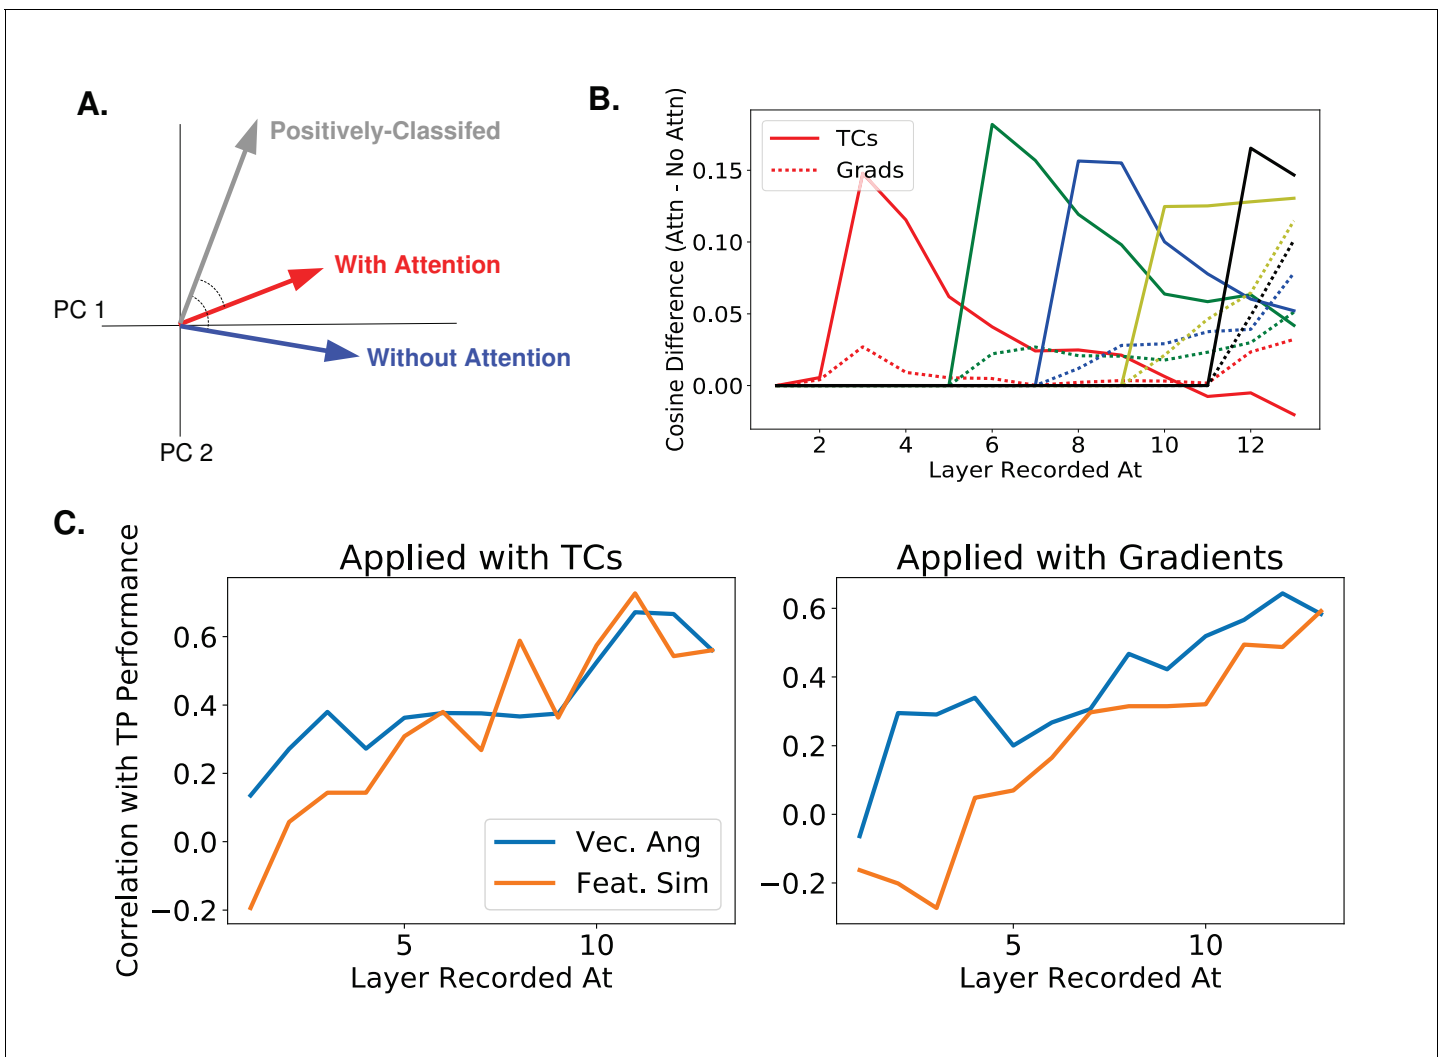 A.
Positively-Classifed
With Attention
PC 1
Without Attention
PC 2
B.
Cosine Difference (Attn - No Attn)
TCs
Grads
0.15
0.10
0.05
0.00
2 4 6 8 10 12
Layer Recorded At
C.
Correlation with TP Performance
Applied with TCs
0.6
0.4
0.2
0.0
−0.2
Vec. Ang
Feat. Sim
5 10
Layer Recorded At
Applied with Gradients
0.6
0.4
0.2
0.0
−0.2
5 10
Layer Recorded At